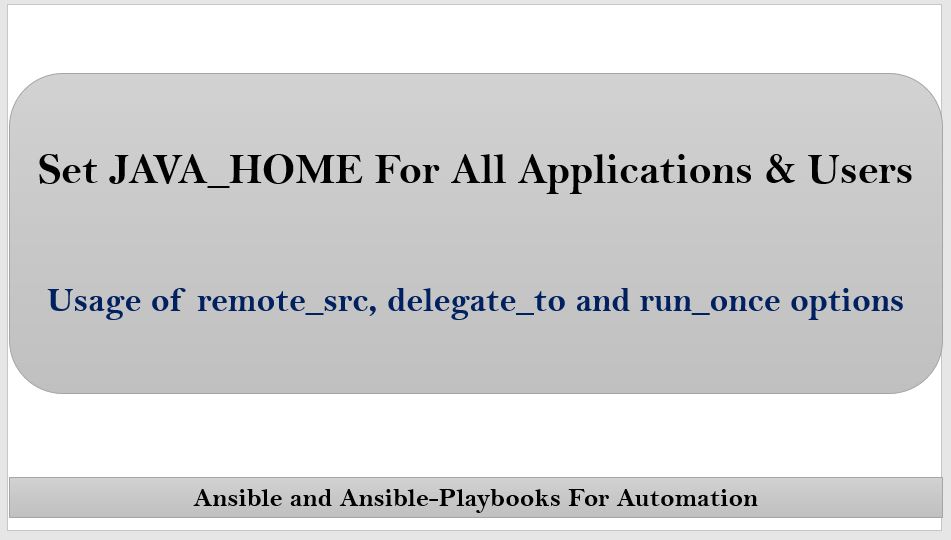 Set JAVA_HOME For All Applications & Users
Usage of remote_src, delegate_to and run_once options
Ansible and Ansible-Playbooks For Automation